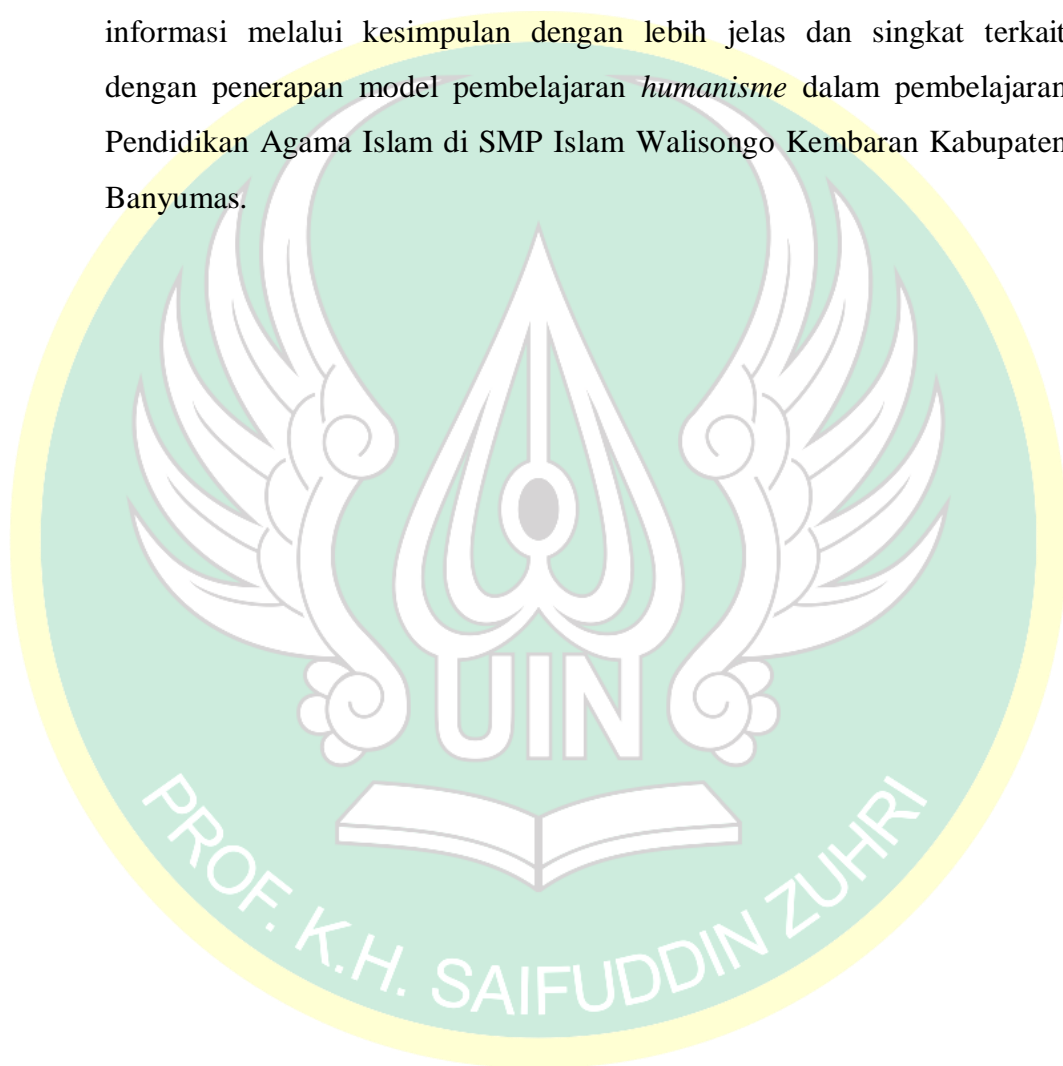 informasi melalui kesimpulan dengan lebih jelas dan singkat terkait
dengan penerapan model pembelajaran humanisme dalam pembelajaran
Pendidikan Agama Islam di SMP Islam Walisongo Kembaran Kabupaten
Banyumas.
UIN
PROF. K.H. SAIFUDDIN ZUHRI